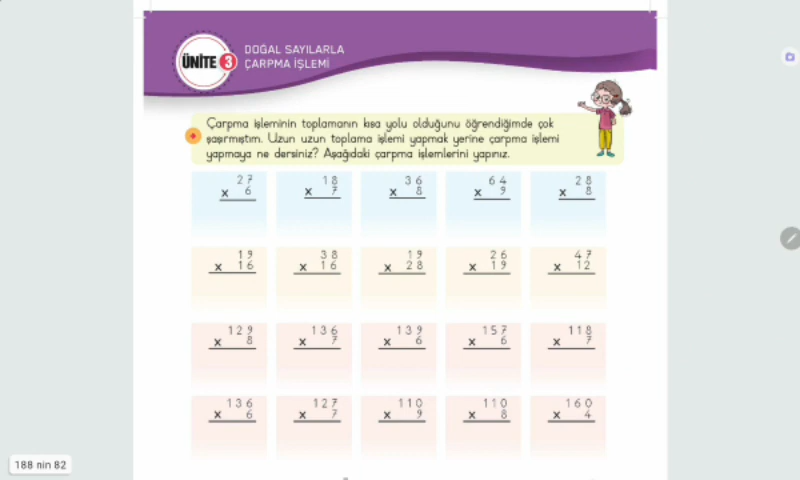 ÜNİTE 3
DOĞAL SAYILARLA
ÇARPMA İŞLEMİ
Çarpma işleminin toplamanın kısa yolu olduğunu öğrendiğimde çok
şaşırmıştım. Uzun uzun toplama işlemi yapmak yerine çarpma işlemi
yapmaya ne dersiniz? Aşağıdaki çarpma işlemlerini yapınız.
27 18 36 64 28
x 6 x 7 x 8 x 9 x 8
19 38 19 26 47
x 16 x 16 x 28 x 19 x 12
129 136 139 157 118
x 8 x 7 x 6 x 6 x 7
136 127 110 110 160
x 6 x 7 x 9 x 8 x 4
188 nin 82